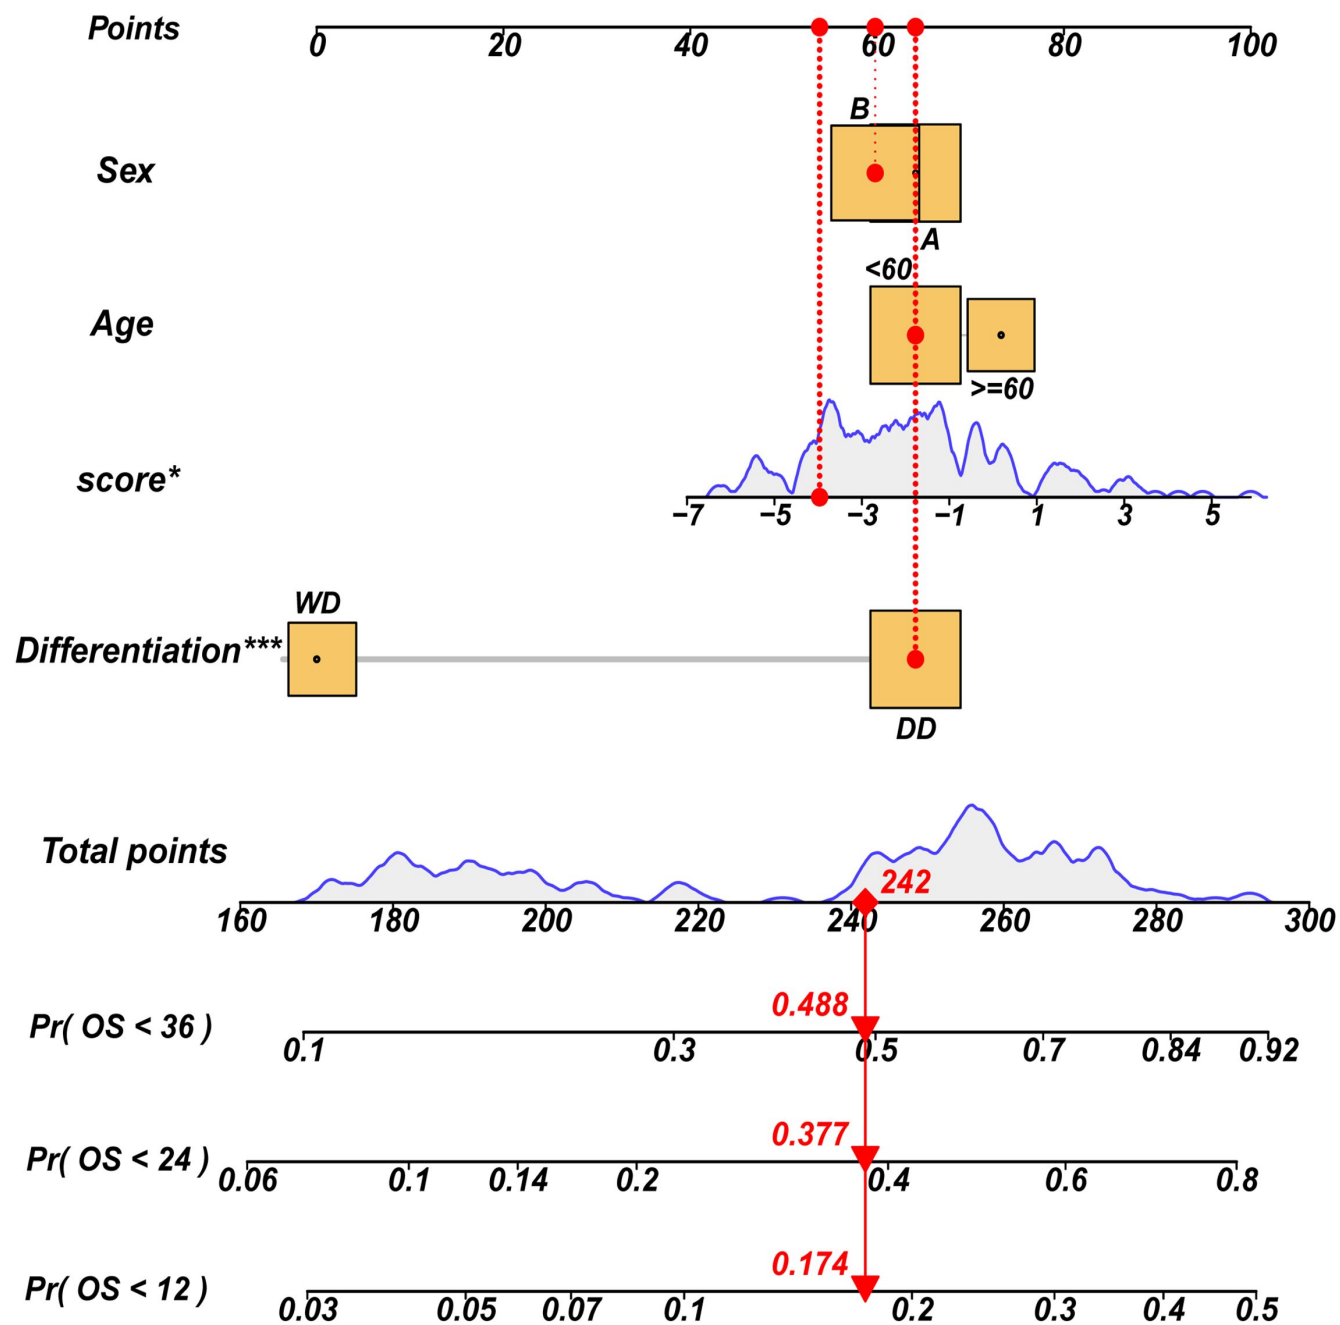 Points
0 20 40 60 80 100
B
Sex
A
<60
Age
>=60
score*
−7 −5 −3 −1 1 3 5
WD
Differentiation***
DD
Total points
242
160 180 200 220 240 260 280 300
0.488
Pr( OS < 36 )
0.1 0.3 0.5 0.7 0.84 0.92
0.377
Pr( OS < 24 )
0.06 0.1 0.14 0.2 0.4 0.6 0.8
0.174
Pr( OS < 12 )
0.03 0.05 0.07 0.1 0.2 0.3 0.4 0.5